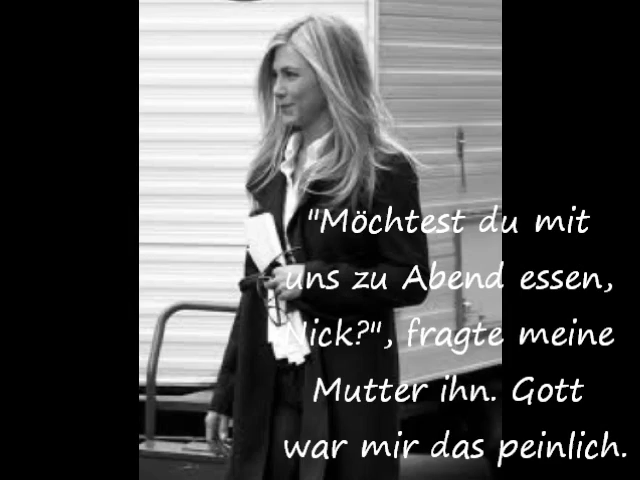 "Möchtest du mit
uns zu Abend essen,
Nick?", fragte meine
Mutter ihn. Gott
war mir das peinlich.